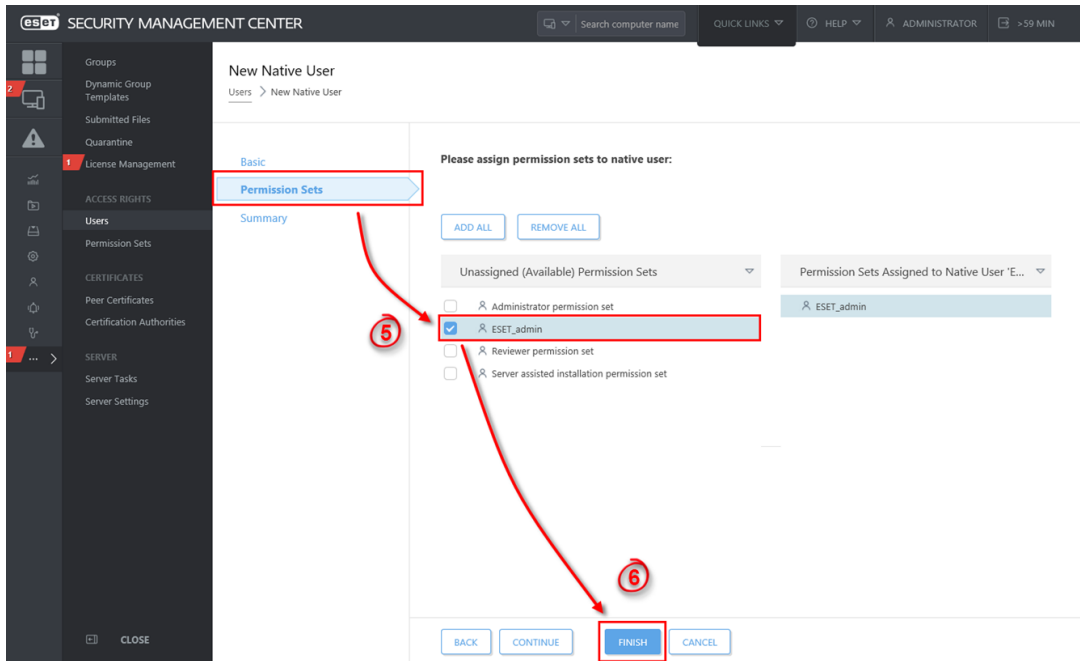 eset SECURITY MANAGEMENT CENTER
Search computer name
QUICK LINKS
HELP
ADMINISTRATOR
>59 MIN
2
1
1
...
Groups
Dynamic Group
Templates
Submitted Files
Quarantine
License Management
ACCESS RIGHTS
Users
Permission Sets
CERTIFICATES
Peer Certificates
Certification Authorities
SERVER
Server Tasks
Server Settings
CLOSE
New Native User
Users > New Native User
Basic
Permission Sets
Summary
Please assign permission sets to native user:
ADD ALL
REMOVE ALL
Unassigned (Available) Permission Sets
Administrator permission set
ESET_admin
Reviewer permission set
Server assisted installation permission set
Permission Sets Assigned to Native User 'E...
ESET_admin
5
6
BACK
CONTINUE
FINISH
CANCEL